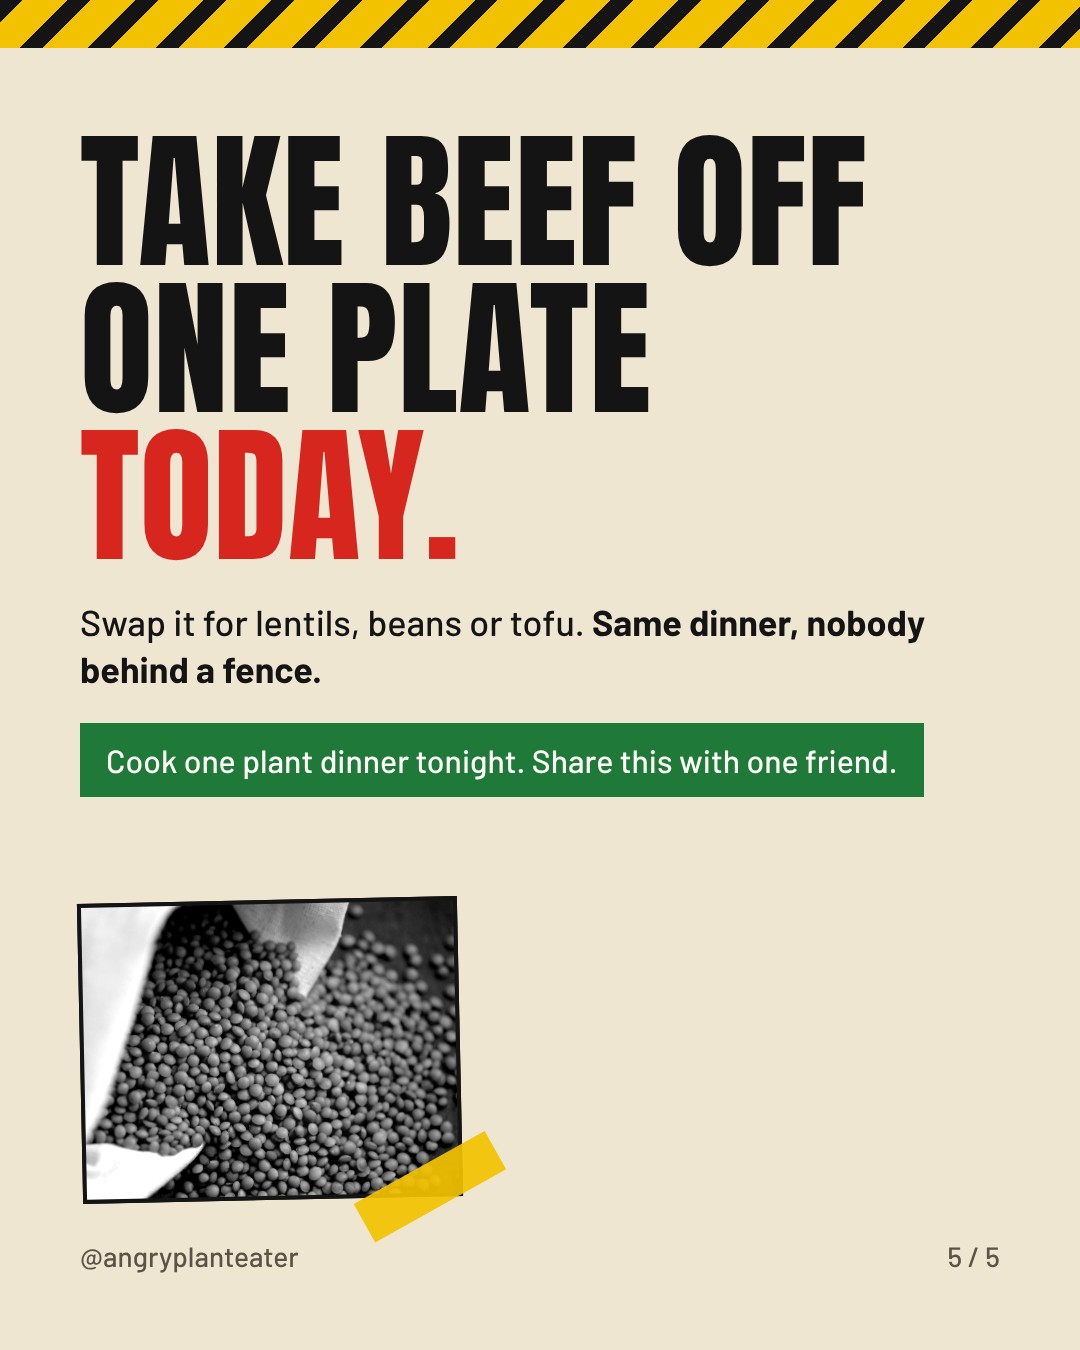 TAKE BEEF OFF
ONE PLATE
TODAY.
Swap it for lentils, beans or tofu. Same dinner, nobody
behind a fence.
Cook one plant dinner tonight. Share this with one friend.
@angryplanteater
5 / 5